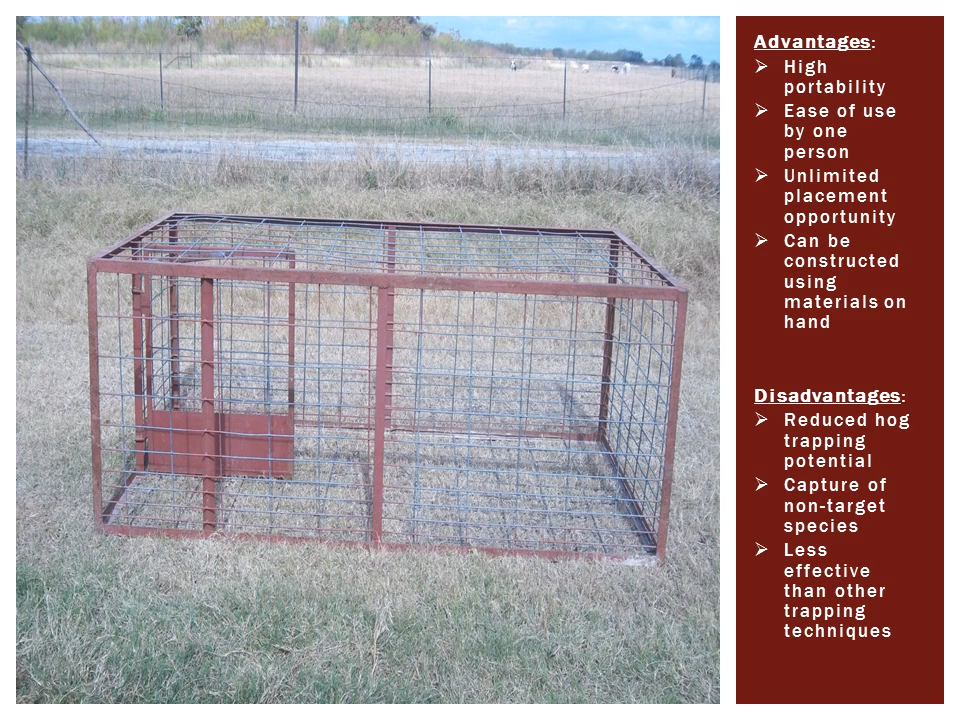 Advantages:
➢ High
portability
➢ Ease of use
by one
person
➢ Unlimited
placement
opportunity
➢ Can be
constructed
using
materials on
hand
Disadvantages:
➢ Reduced hog
trapping
potential
➢ Capture of
non-target
species
➢ Less
effective
than other
trapping
techniques